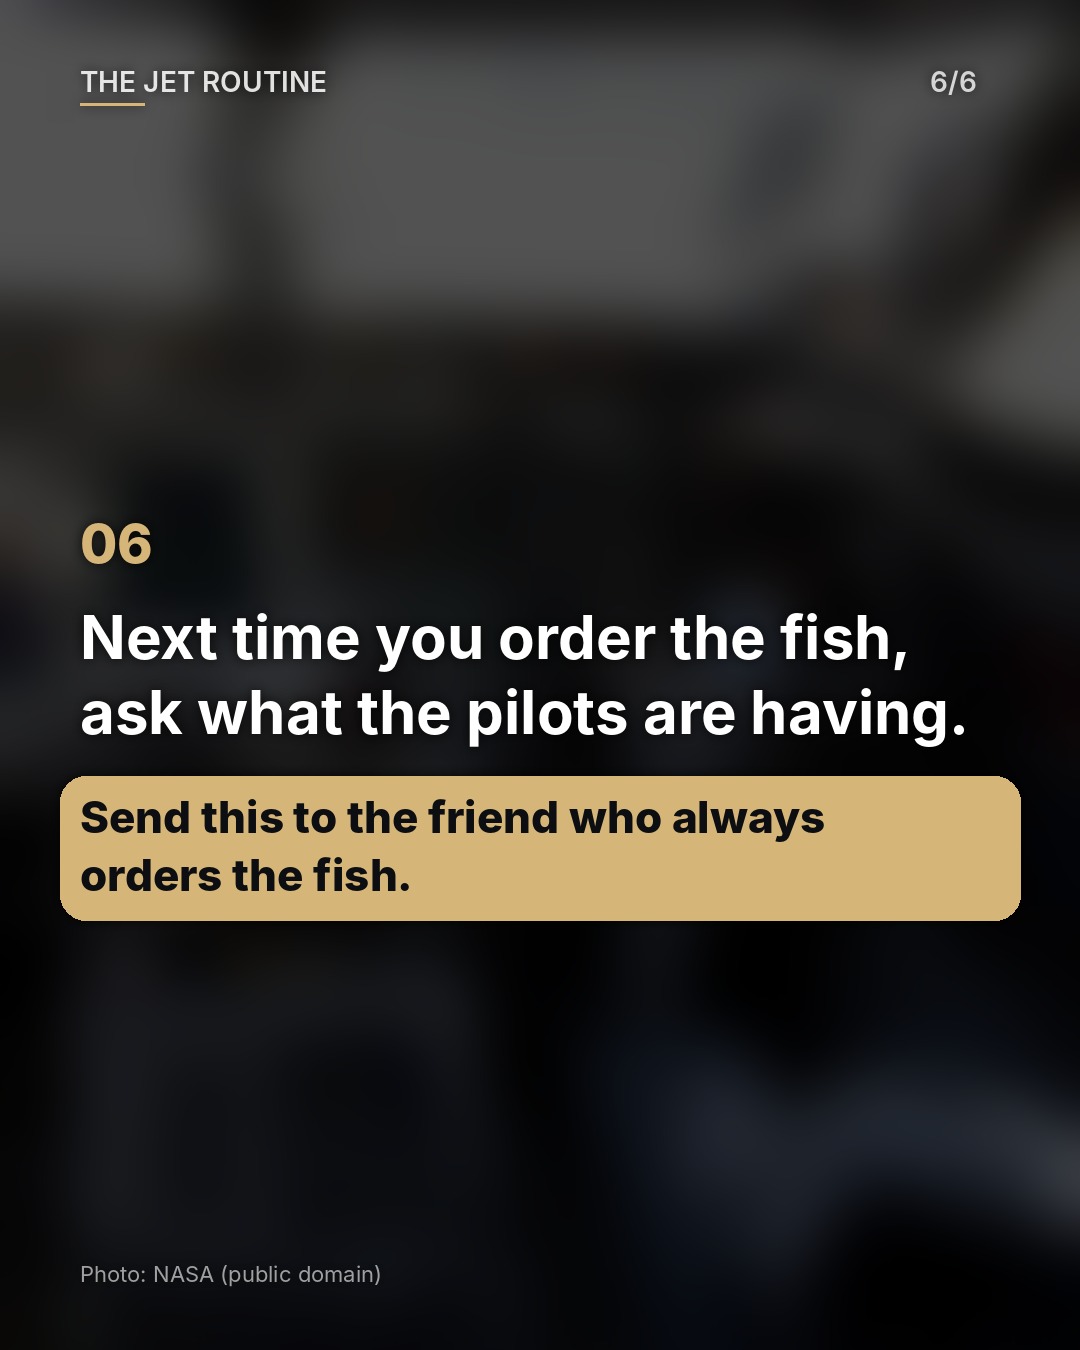 THE JET ROUTINE
6/6
06
Next time you order the fish,
ask what the pilots are having.
Send this to the friend who always
orders the fish.
Photo: NASA (public domain)